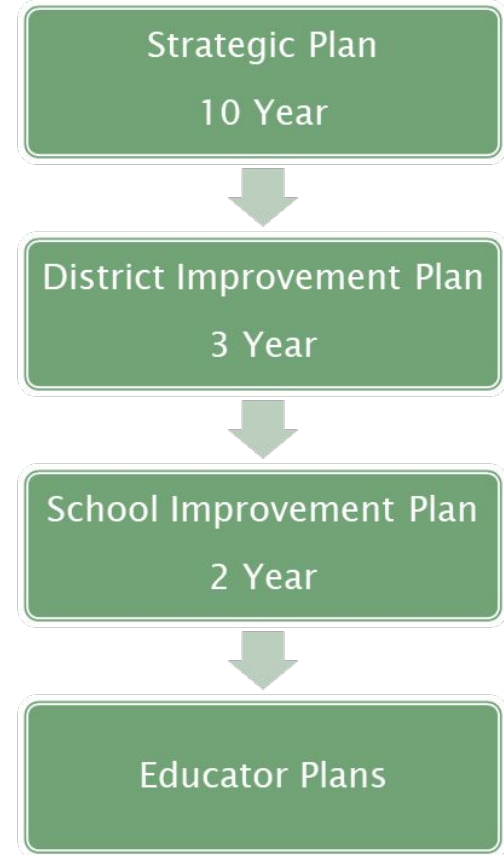 Strategic Plan
10 Year
District Improvement Plan
3 Year
School Improvement Plan
2 Year
Educator Plans